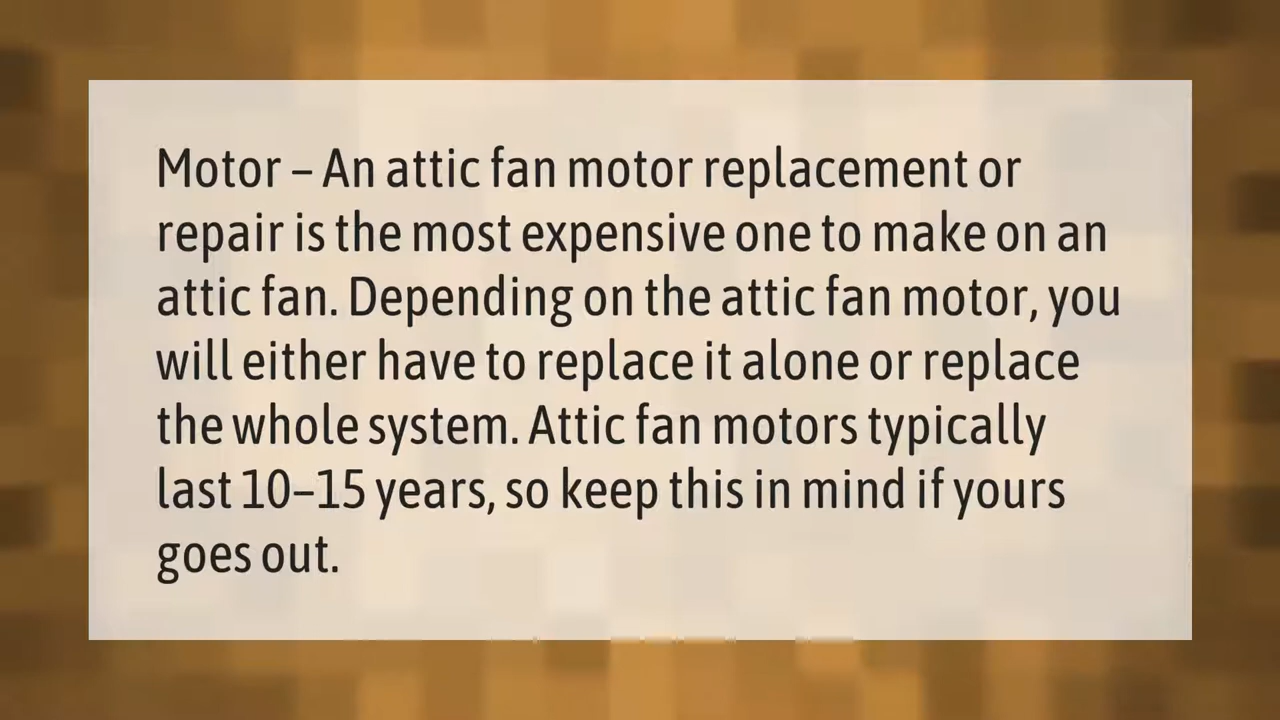 Motor – An attic fan motor replacement or
repair is the most expensive one to make on an
attic fan. Depending on the attic fan motor, you
will either have to replace it alone or replace
the whole system. Attic fan motors typically
last 10–15 years, so keep this in mind if yours
goes out.